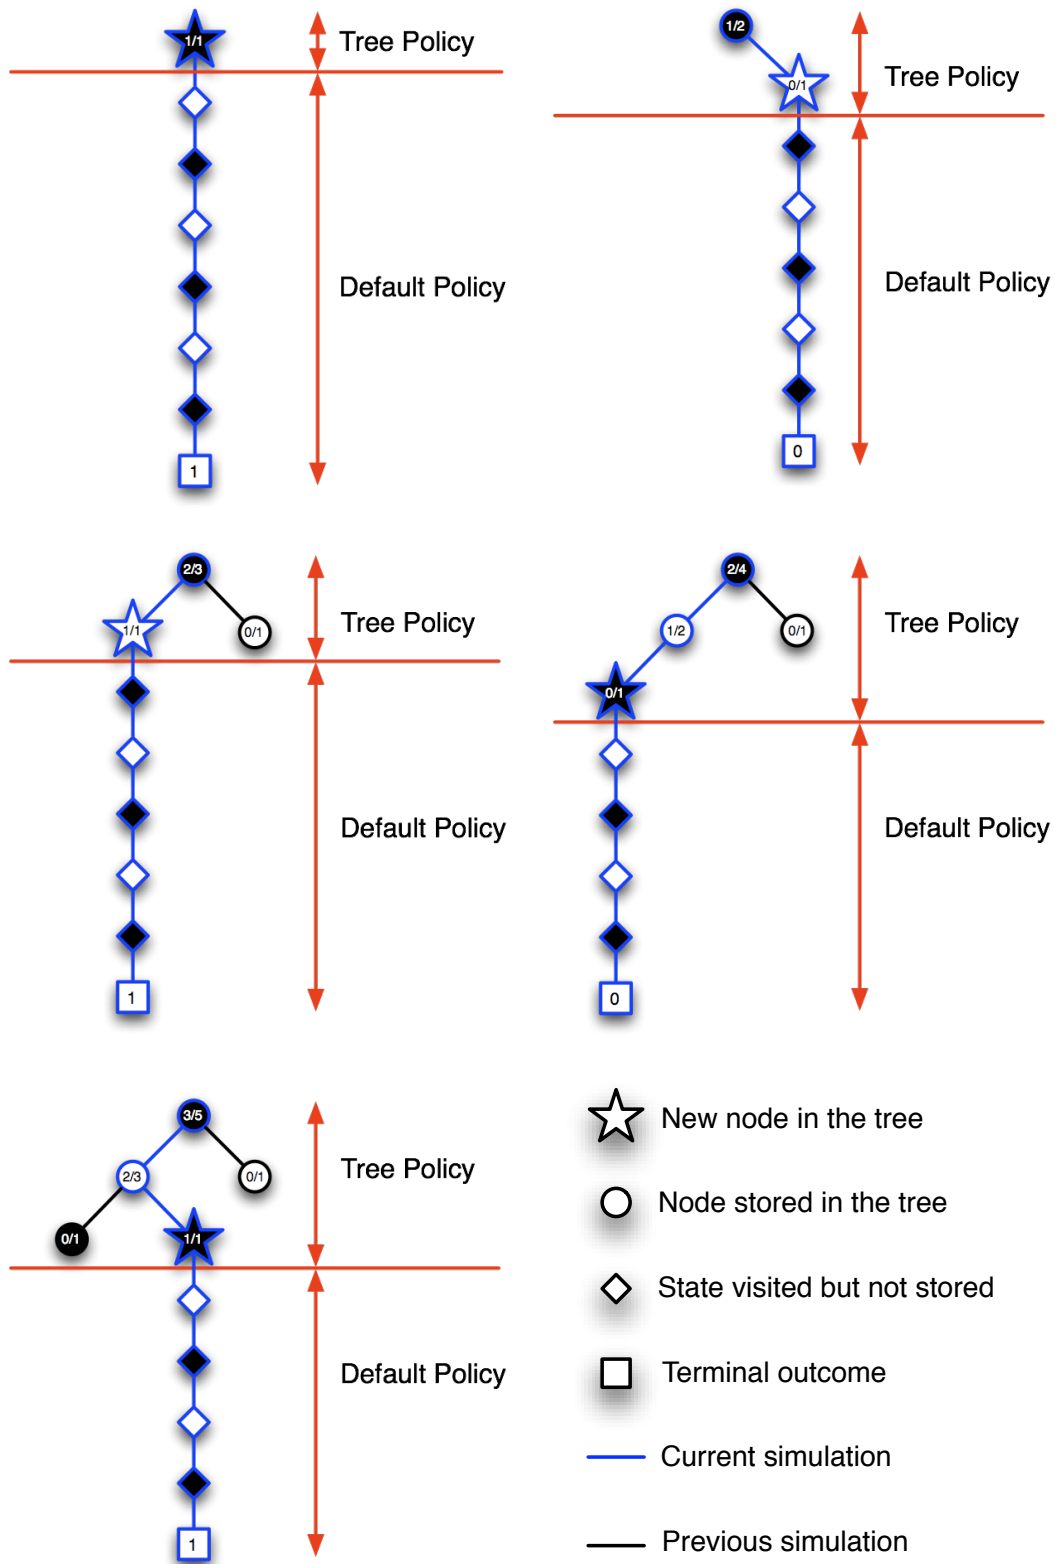 1/1
Tree Policy
Default Policy
1
1/2
0/1
Tree Policy
Default Policy
0
2/3
1/1
0/1
Tree Policy
Default Policy
1
2/4
1/2
0/1
0/1
Tree Policy
Default Policy
0
3/5
2/3
0/1
0/1
1/1
Tree Policy
Default Policy
1
New node in the tree
Node stored in the tree
State visited but not stored
Terminal outcome
Current simulation
Previous simulation